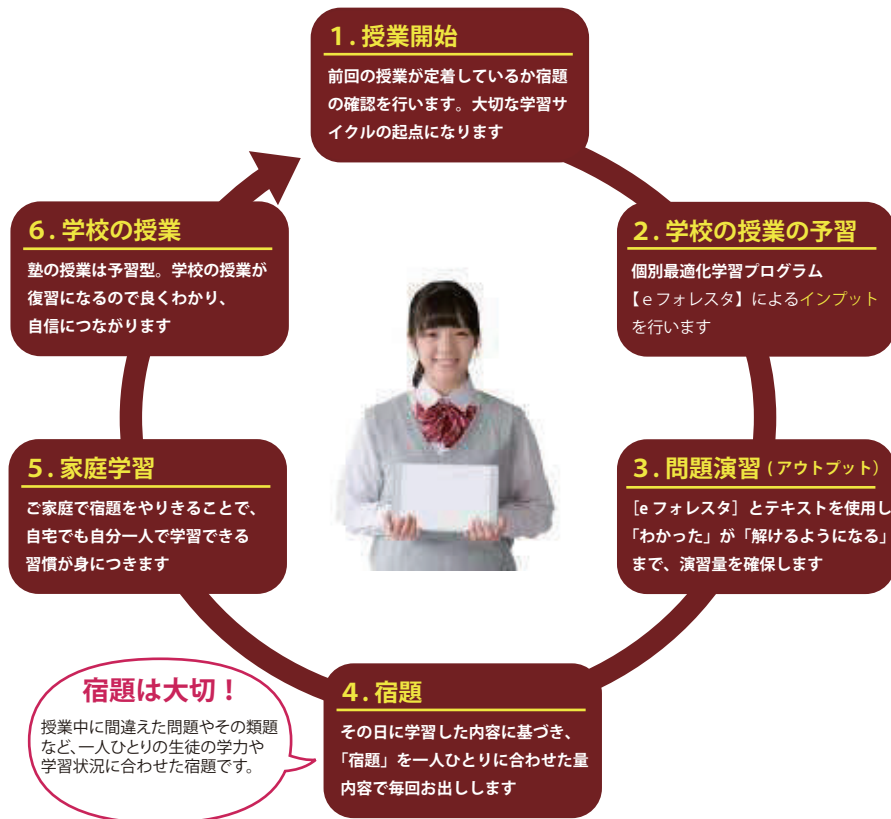 1.授業開始
前回の授業が定着しているか宿題
の確認を行います。大切な学習サ
イクルの起点になります
2.学校の授業の予習
個別最適化学習プログラム
【eフォレスタ】によるインプット
を行います
3.問題演習(アウトプット)
[eフォレスタ]とテキストを使用し
「わかった」が「解けるようになる」
まで、演習量を確保します
4.宿題
その日に学習した内容に基づき、
「宿題」を一人ひとりに合わせた量
内容で毎回お出しします
宿題は大切!
授業中に間違えた問題やその類題
など、一人ひとりの生徒の学力や
学習状況に合わせた宿題です。
5.家庭学習
ご家庭で宿題をやりきることで、
自宅でも自分一人で学習できる
習慣が身につきます
6.学校の授業
塾の授業は予習型。学校の授業が
復習になるので良くわかり、
自信につながります